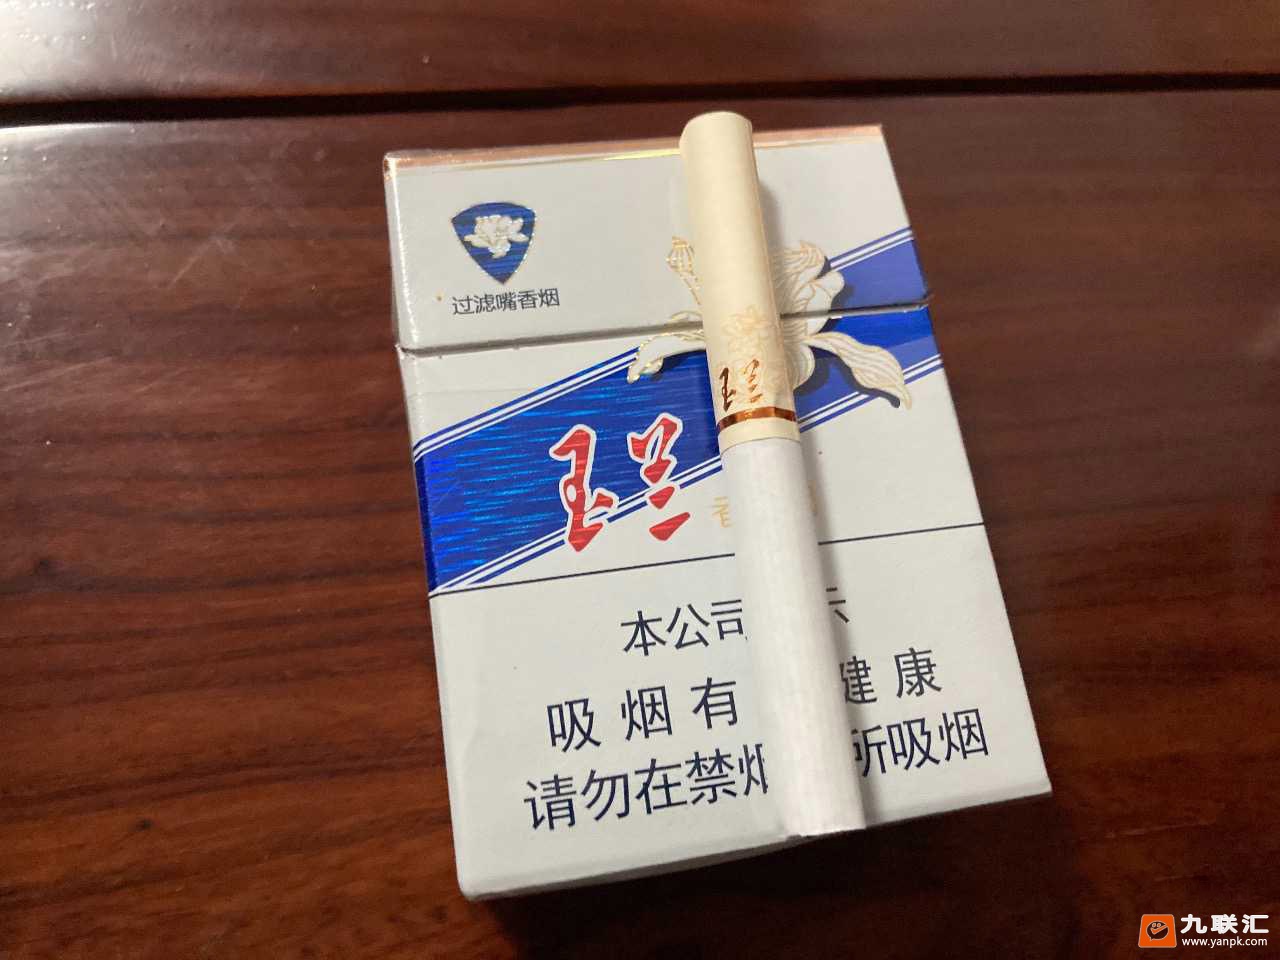 过滤嘴香烟
玉兰
玉兰
本公司
吸烟有 健康
请勿在禁烟 所吸烟
九联汇
www.yanpk.com